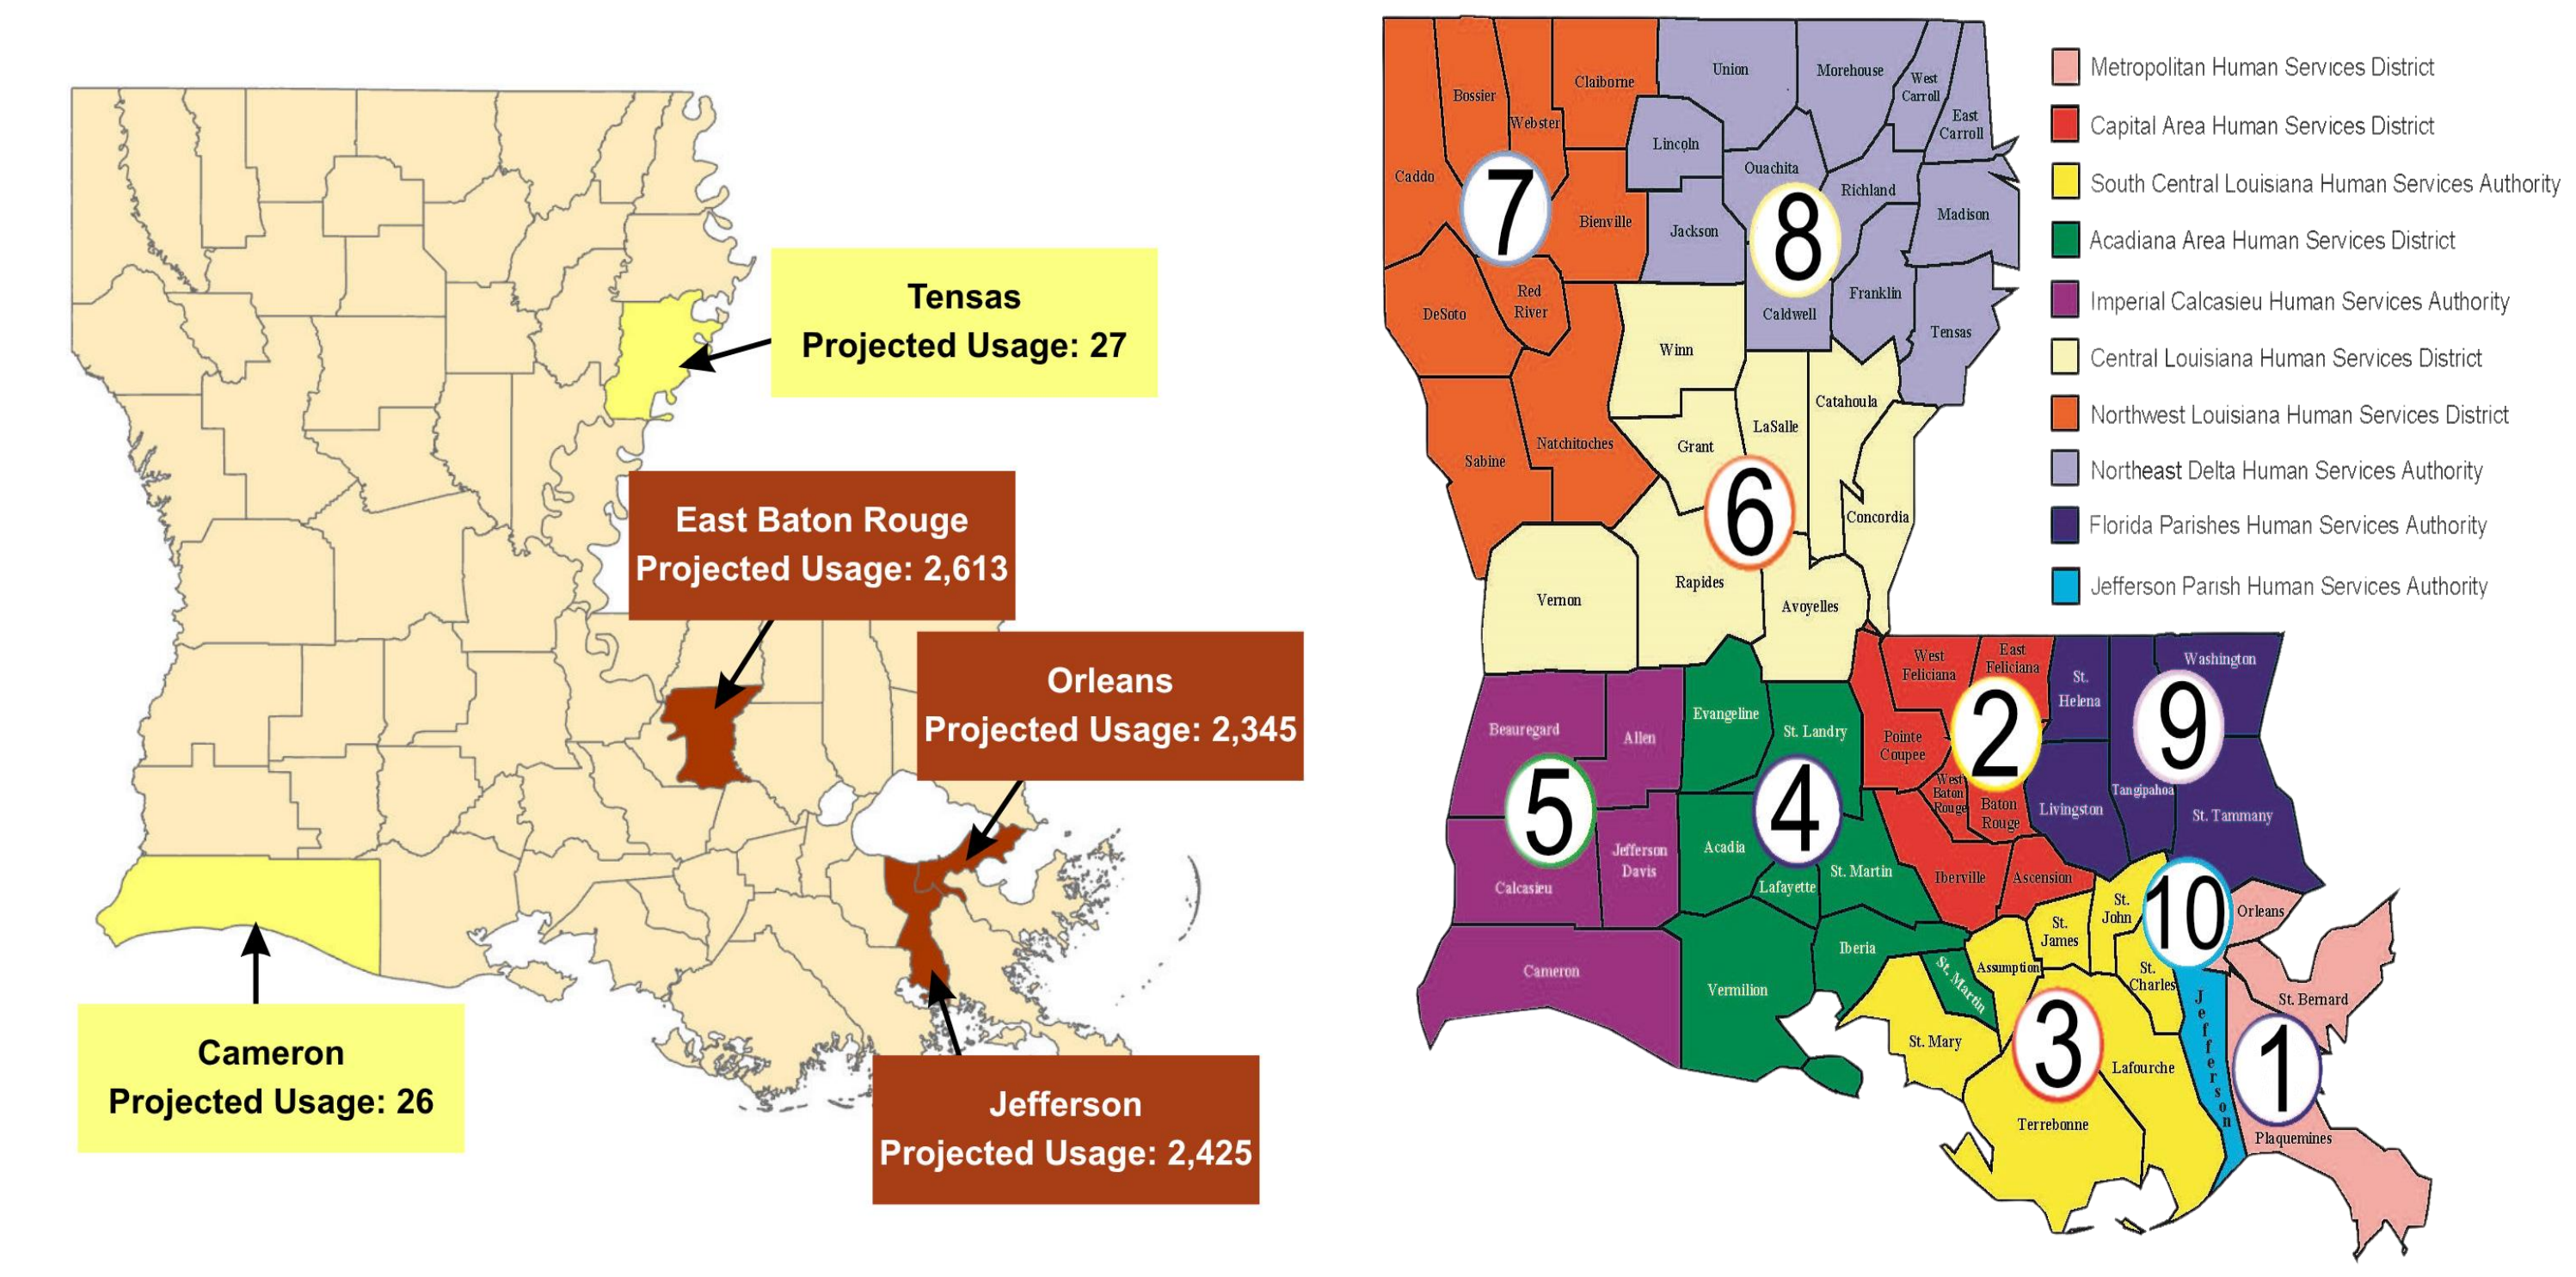 Tensas
Projected Usage: 27
East Baton Rouge
Projected Usage: 2,613
Orleans
Projected Usage: 2,345
Cameron
Projected Usage: 26
Jefferson
Projected Usage: 2,425
Caddo
Bossier
Webster
Claiborne
Union
Morehouse
West
Carroll
East
Carroll
Lincoln
Ouachita
Richland
Madison
Bienville
Jackson
7
8
DeSoto
Red
River
Caldwell
Franklin
Tensas
Winn
Sabine
Natchitoches
Grant
LaSalle
Catahoula
Concordia
6
Vernon
Rapides
Avoyelles
Beauregard
Allen
Evangeline
St. Landry
Pointe
Coupee
West
Feliciana
East
Feliciana
St.
Helena
Washington
2
9
West
Baton
Rouge
Baton
Rouge
Livingston
Tangipahoa
St. Tammany
5
4
Calcasieu
Jefferson
Davis
Acadia
Lafayette
St. Martin
Iberville
Ascension
St.
John
10
Orleans
Cameron
Vermilion
Iberia
St. Martin
Assumption
St.
James
St.
Charles
St. Bernard
St. Mary
3
Terrebonne
Lafourche
Jefferson
1
Plaquemines
Metropolitan Human Services District
Capital Area Human Services District
South Central Louisiana Human Services Authority
Acadiana Area Human Services District
Imperial Calcasieu Human Services Authority
Central Louisiana Human Services District
Northwest Louisiana Human Services District
Northeast Delta Human Services Authority
Florida Parishes Human Services Authority
Jefferson Parish Human Services Authority